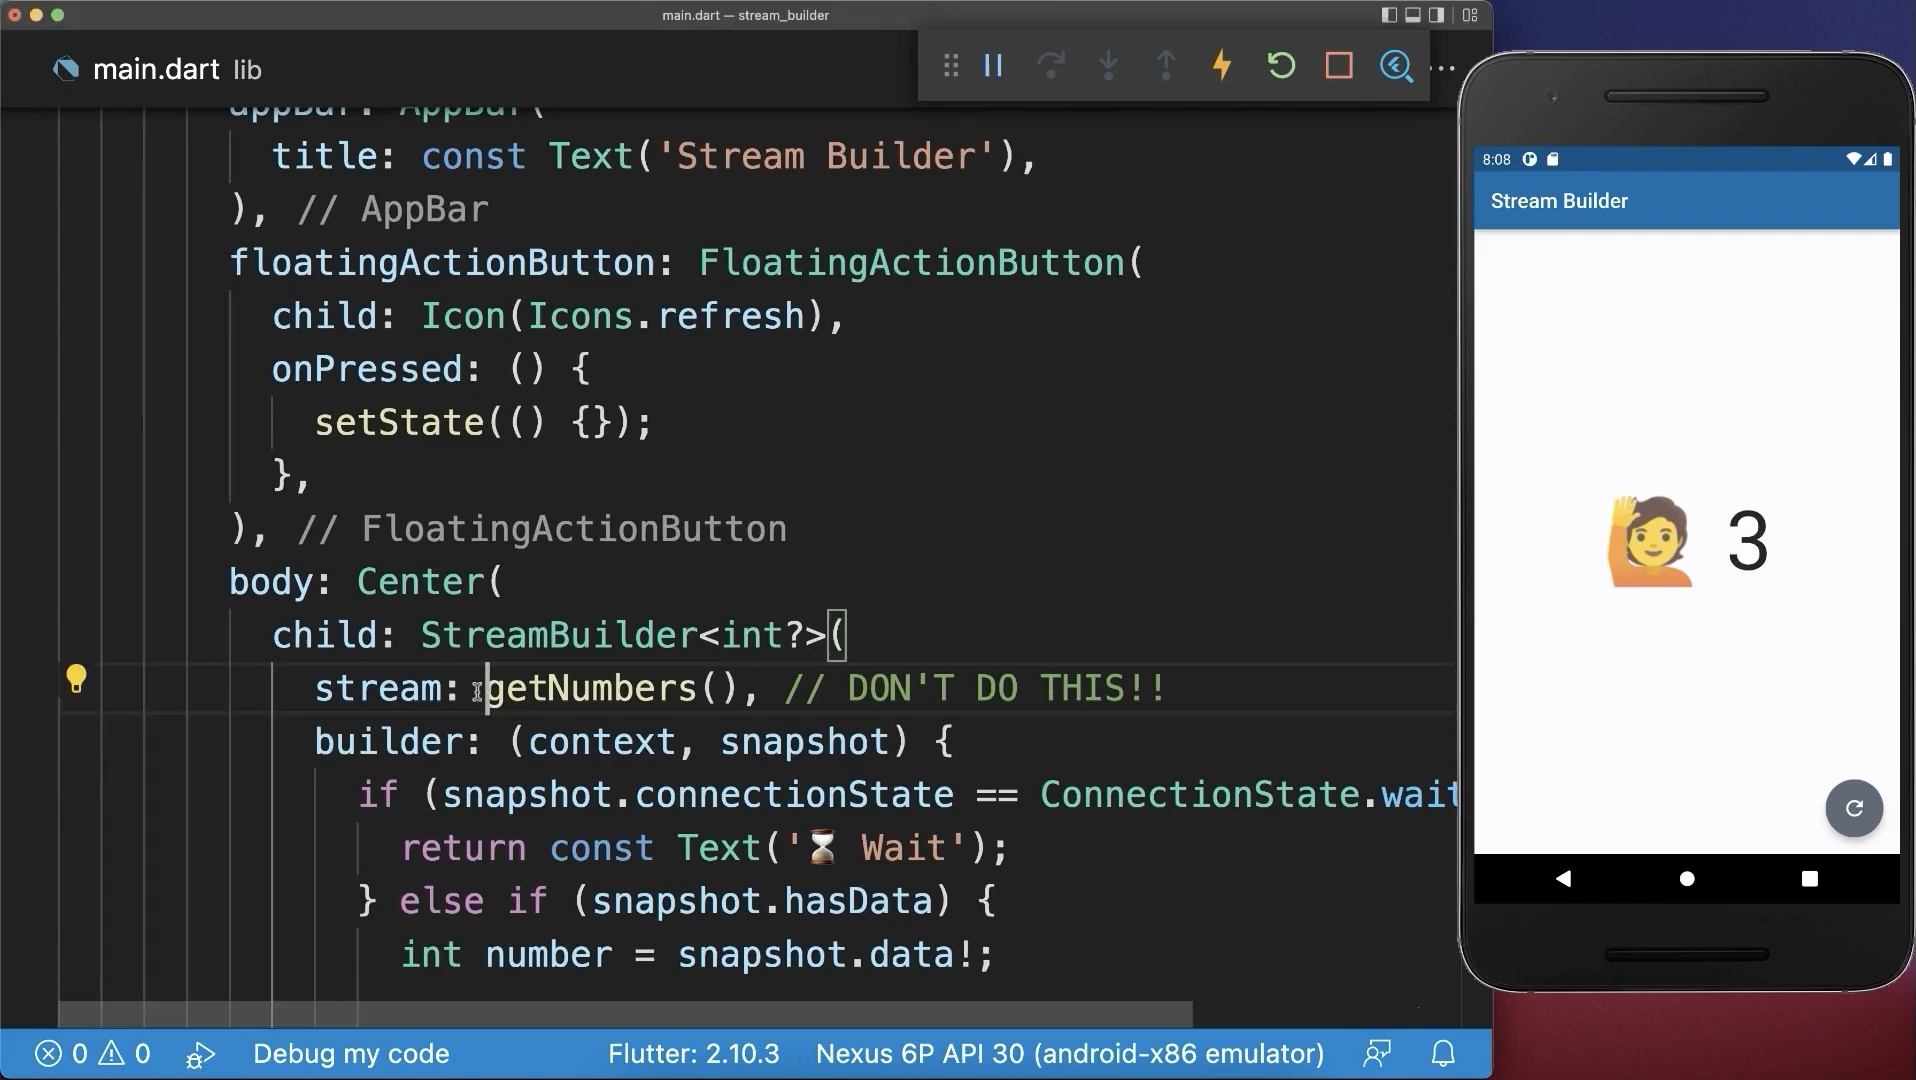 main.dart — stream_builder
main.dart lib
appBar: AppBar(
title: const Text('Stream Builder'),
), // AppBar
floatingActionButton: FloatingActionButton(
child: Icon(Icons.refresh),
onPressed: () {
setState(() {});
},
), // FloatingActionButton
body: Center(
child: StreamBuilder<int?>(
stream: getNumbers(), // DON'T DO THIS!!
builder: (context, snapshot) {
if (snapshot.connectionState == ConnectionState.wait
return const Text('⏳ Wait');
} else if (snapshot.hasData) {
int number = snapshot.data!;
0 0 Debug my code Flutter: 2.10.3 Nexus 6P API 30 (android-x86 emulator)
8:08
Stream Builder
🙋 3